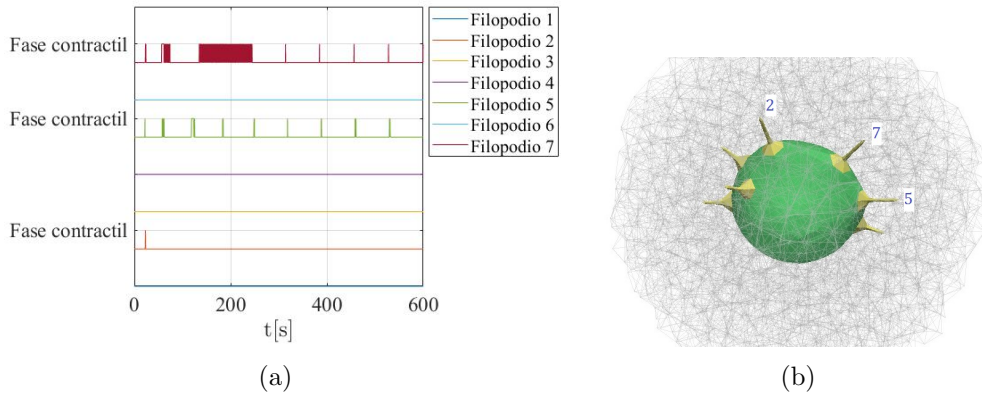 Fase contractil
Fase contractil
Fase contractil
0
200
400
600
t[s]
Filopodio 1
Filopodio 2
Filopodio 3
Filopodio 4
Filopodio 5
Filopodio 6
Filopodio 7
(a)
2
7
5
(b)